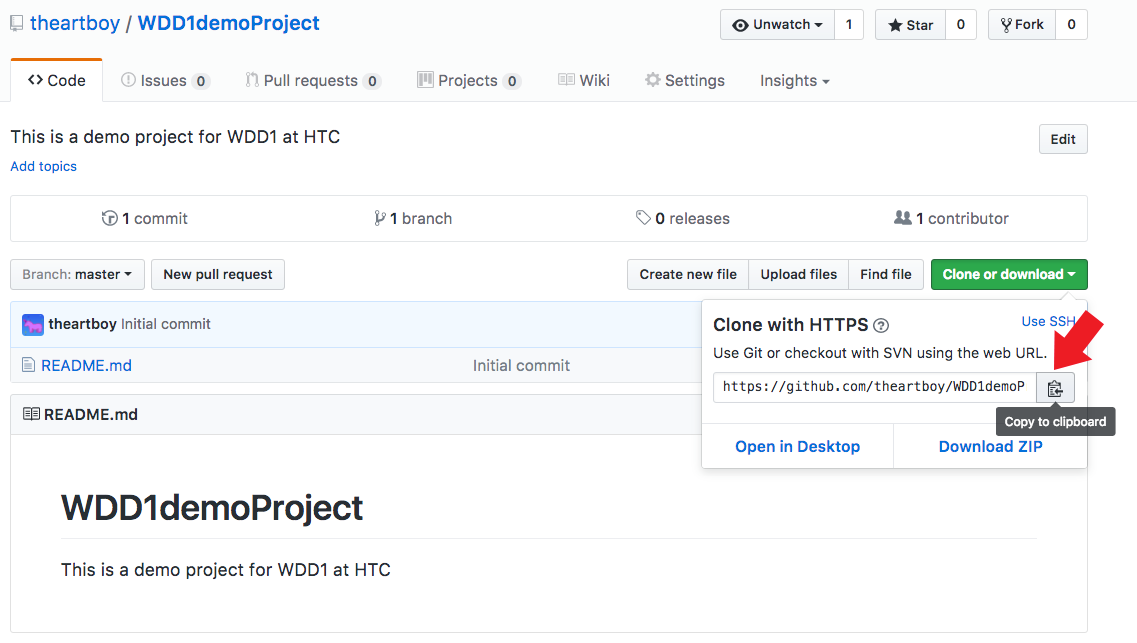 theartboy / WDD1demoProject
Unwatch 1 Star 0 Fork 0
Code Issues 0 Pull requests 0 Projects 0 Wiki Settings Insights
This is a demo project for WDD1 at HTC
Edit
Add topics
1 commit 1 branch 0 releases 1 contributor
Branch: master New pull request Create new file Upload files Find file Clone or download
theartboy Initial commit
README.md Initial commit
Clone with HTTPS ? Use SSH
Use Git or checkout with SVN using the web URL.
https://github.com/theartboy/WDD1demoP
Copy to clipboard
Open in Desktop Download ZIP
README.md
WDD1demoProject
This is a demo project for WDD1 at HTC